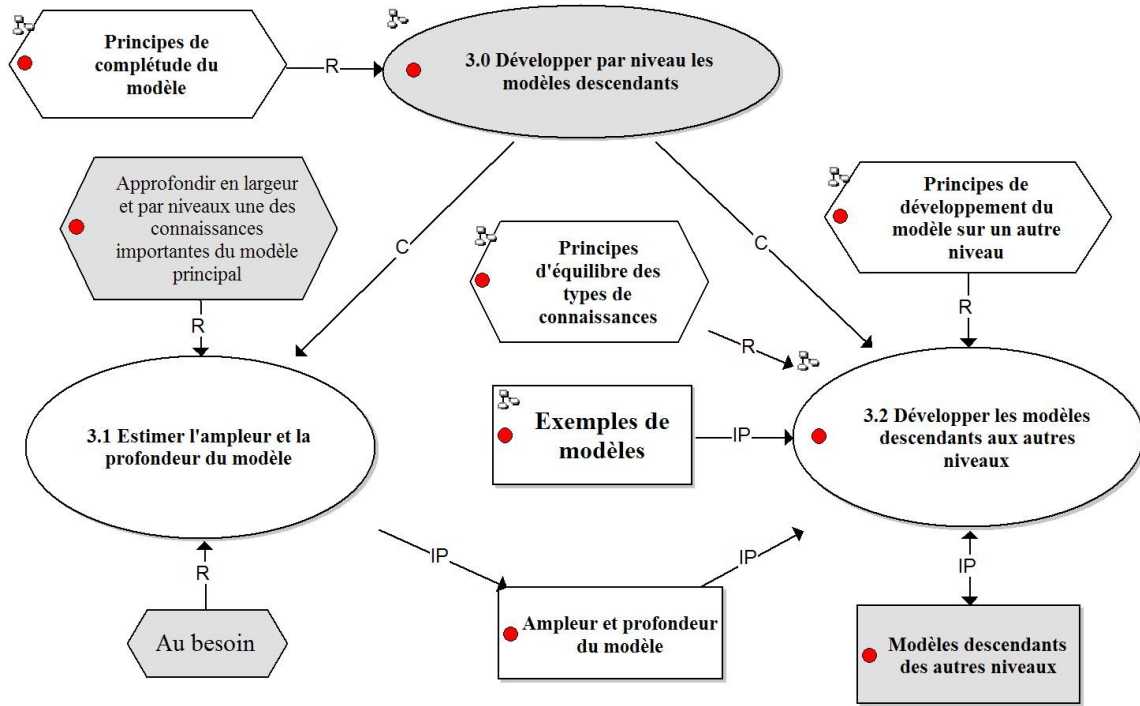 Principes de
complétude du
modèle
R
3.0 Développer par niveau les
modèles descendants
Approfondir en largeur
et par niveaux une des
connaissances
importantes du modèle
principal
C
C
Principes
d'équilibre des
types de
connaissances
Principes de
développement du
modèle sur un autre
niveau
R
R
R
3.1 Estimer l'ampleur et la
profondeur du modèle
Exemples de
modèles
IP
3.2 Développer les modèles
descendants aux autres
niveaux
R
IP
IP
IP
Au besoin
Ampleur et profondeur
du modèle
Modèles descendants
des autres niveaux